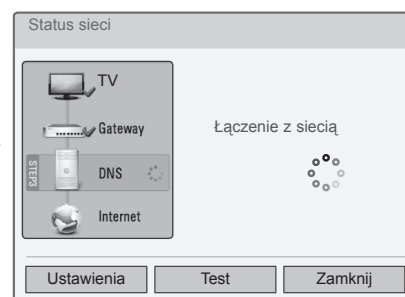 Status sieci
TV
Gateway
STEP3
DNS
Internet
Łączenie z siecią
Ustawienia
Test
Zamknij